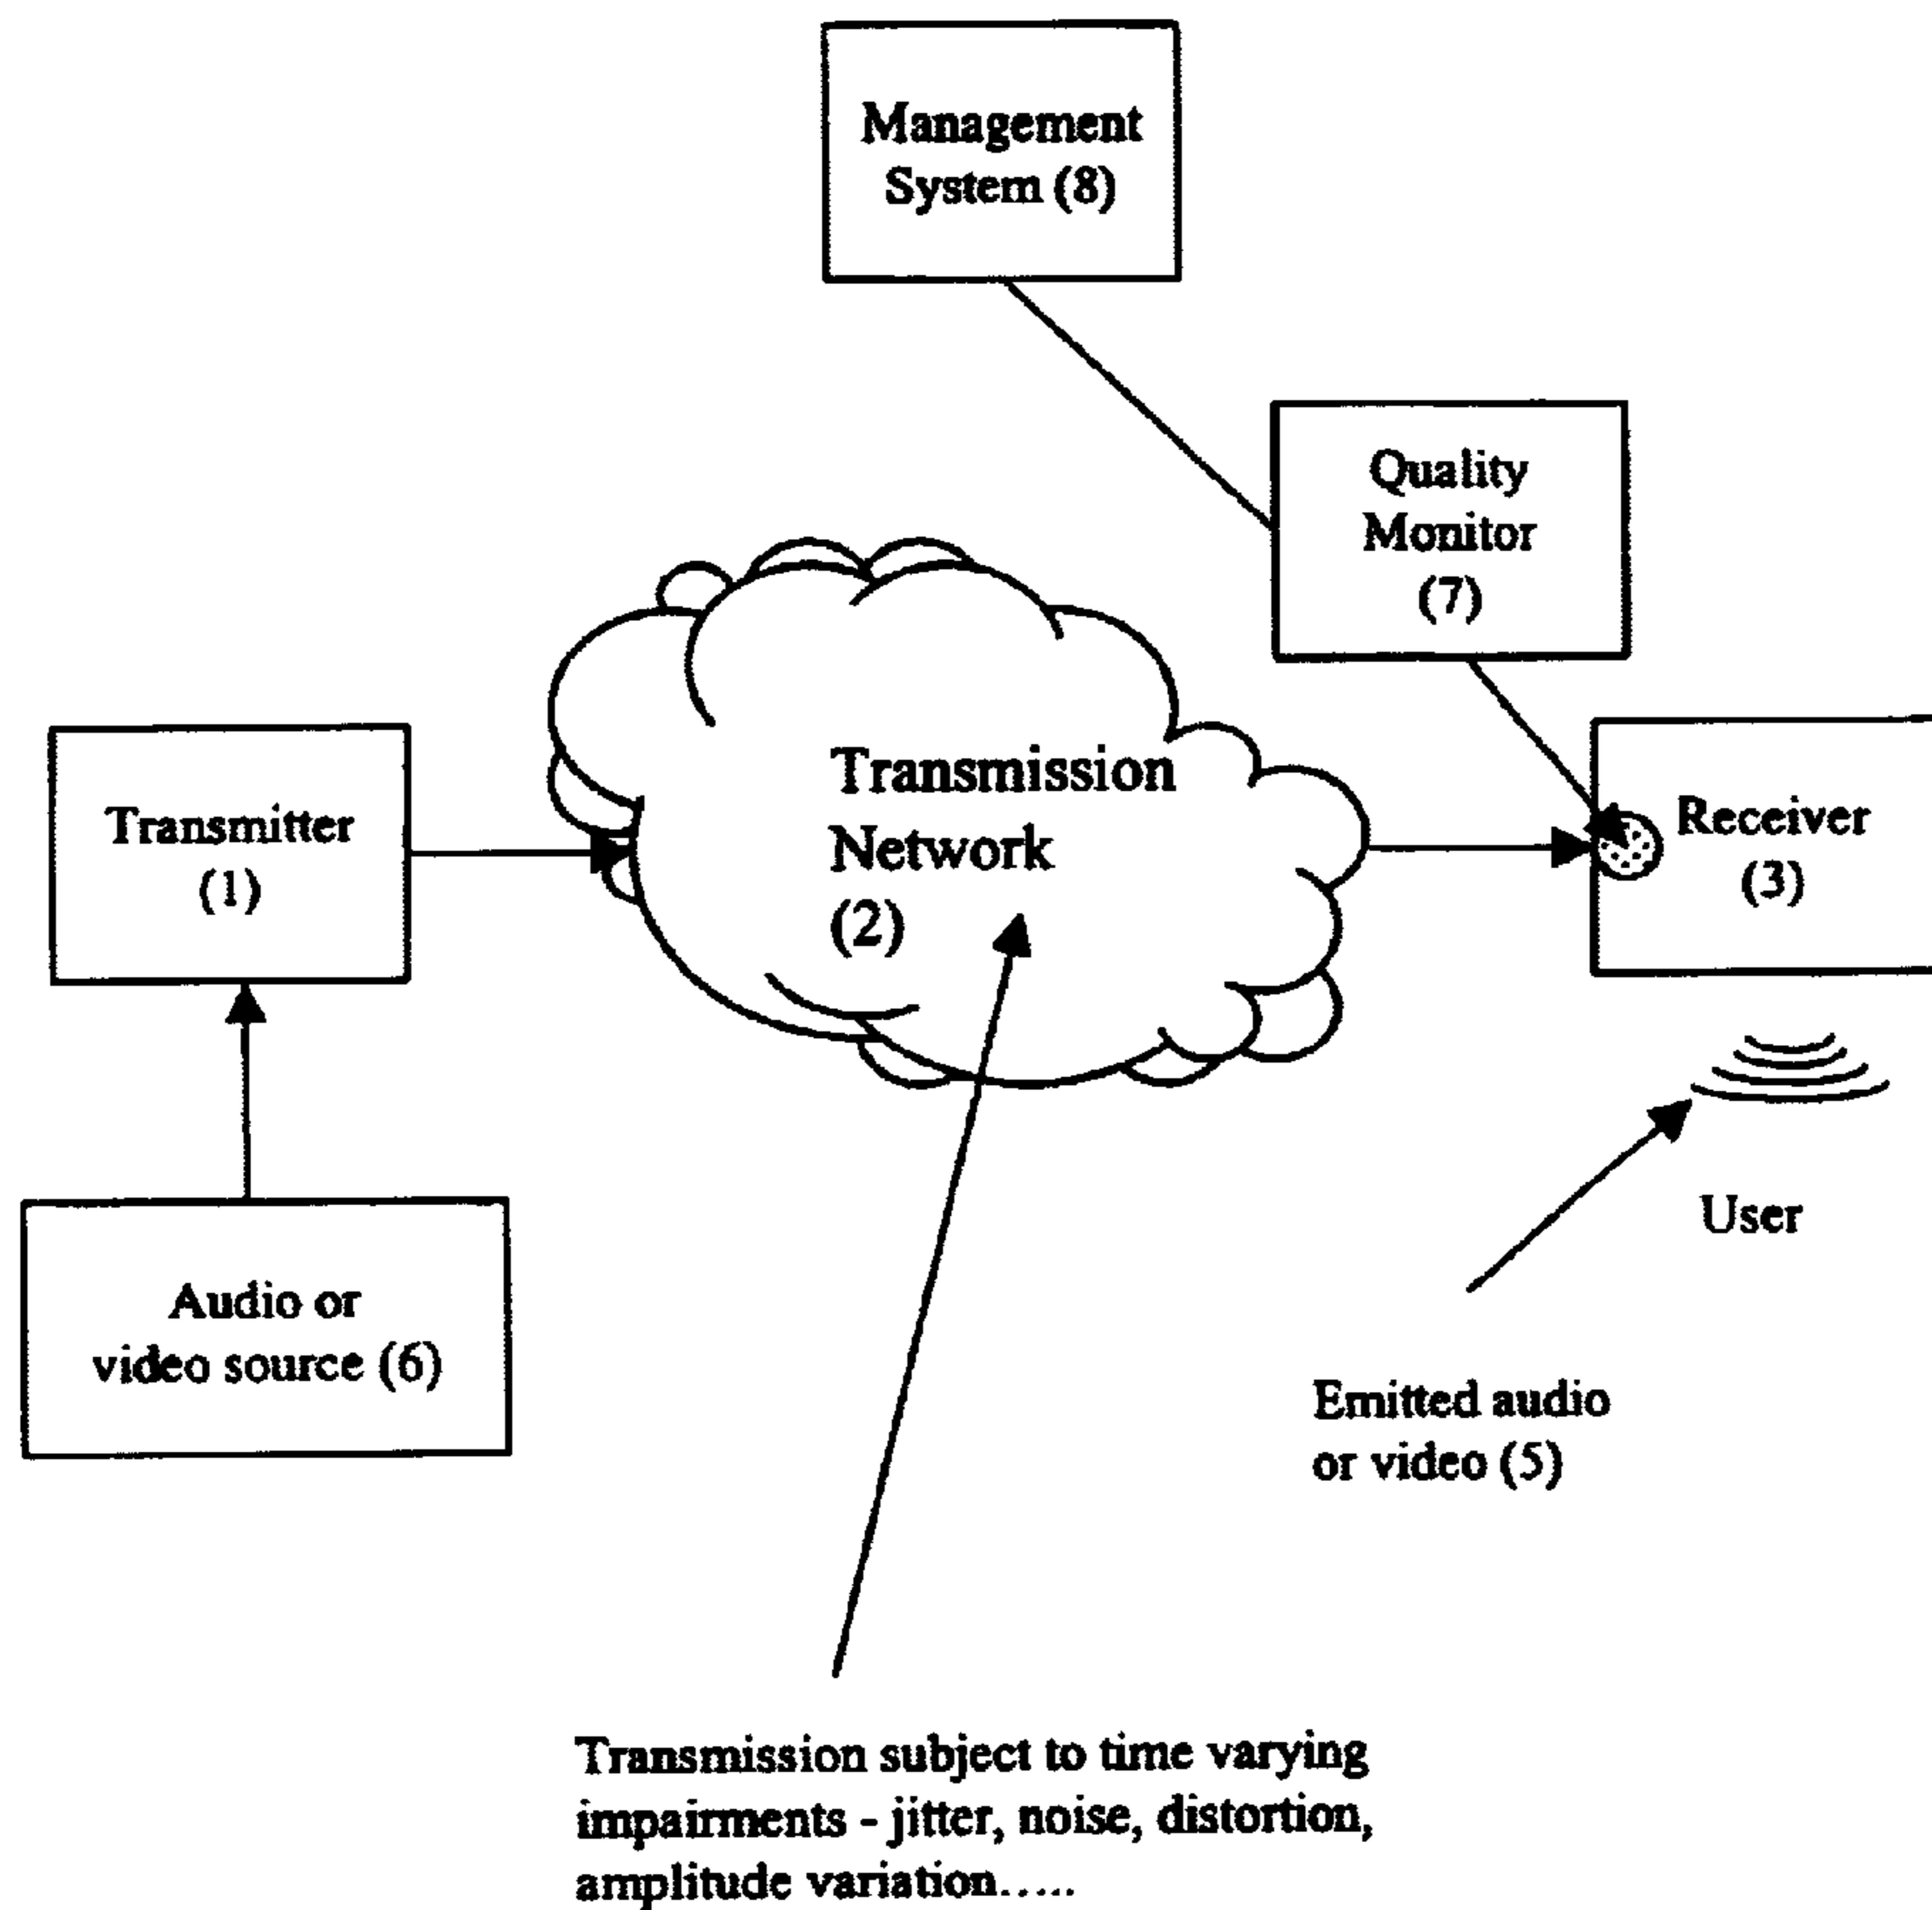 Management
System (8)
Quality
Monitor
(7)
Transmission
Network
(2)
Transmitter
(1)
Receiver
(3)
User
Audio or
video source (6)
Emitted audio
or video (5)
Transmission subject to time varying
impairments - jitter, noise, distortion,
amplitude variation.....